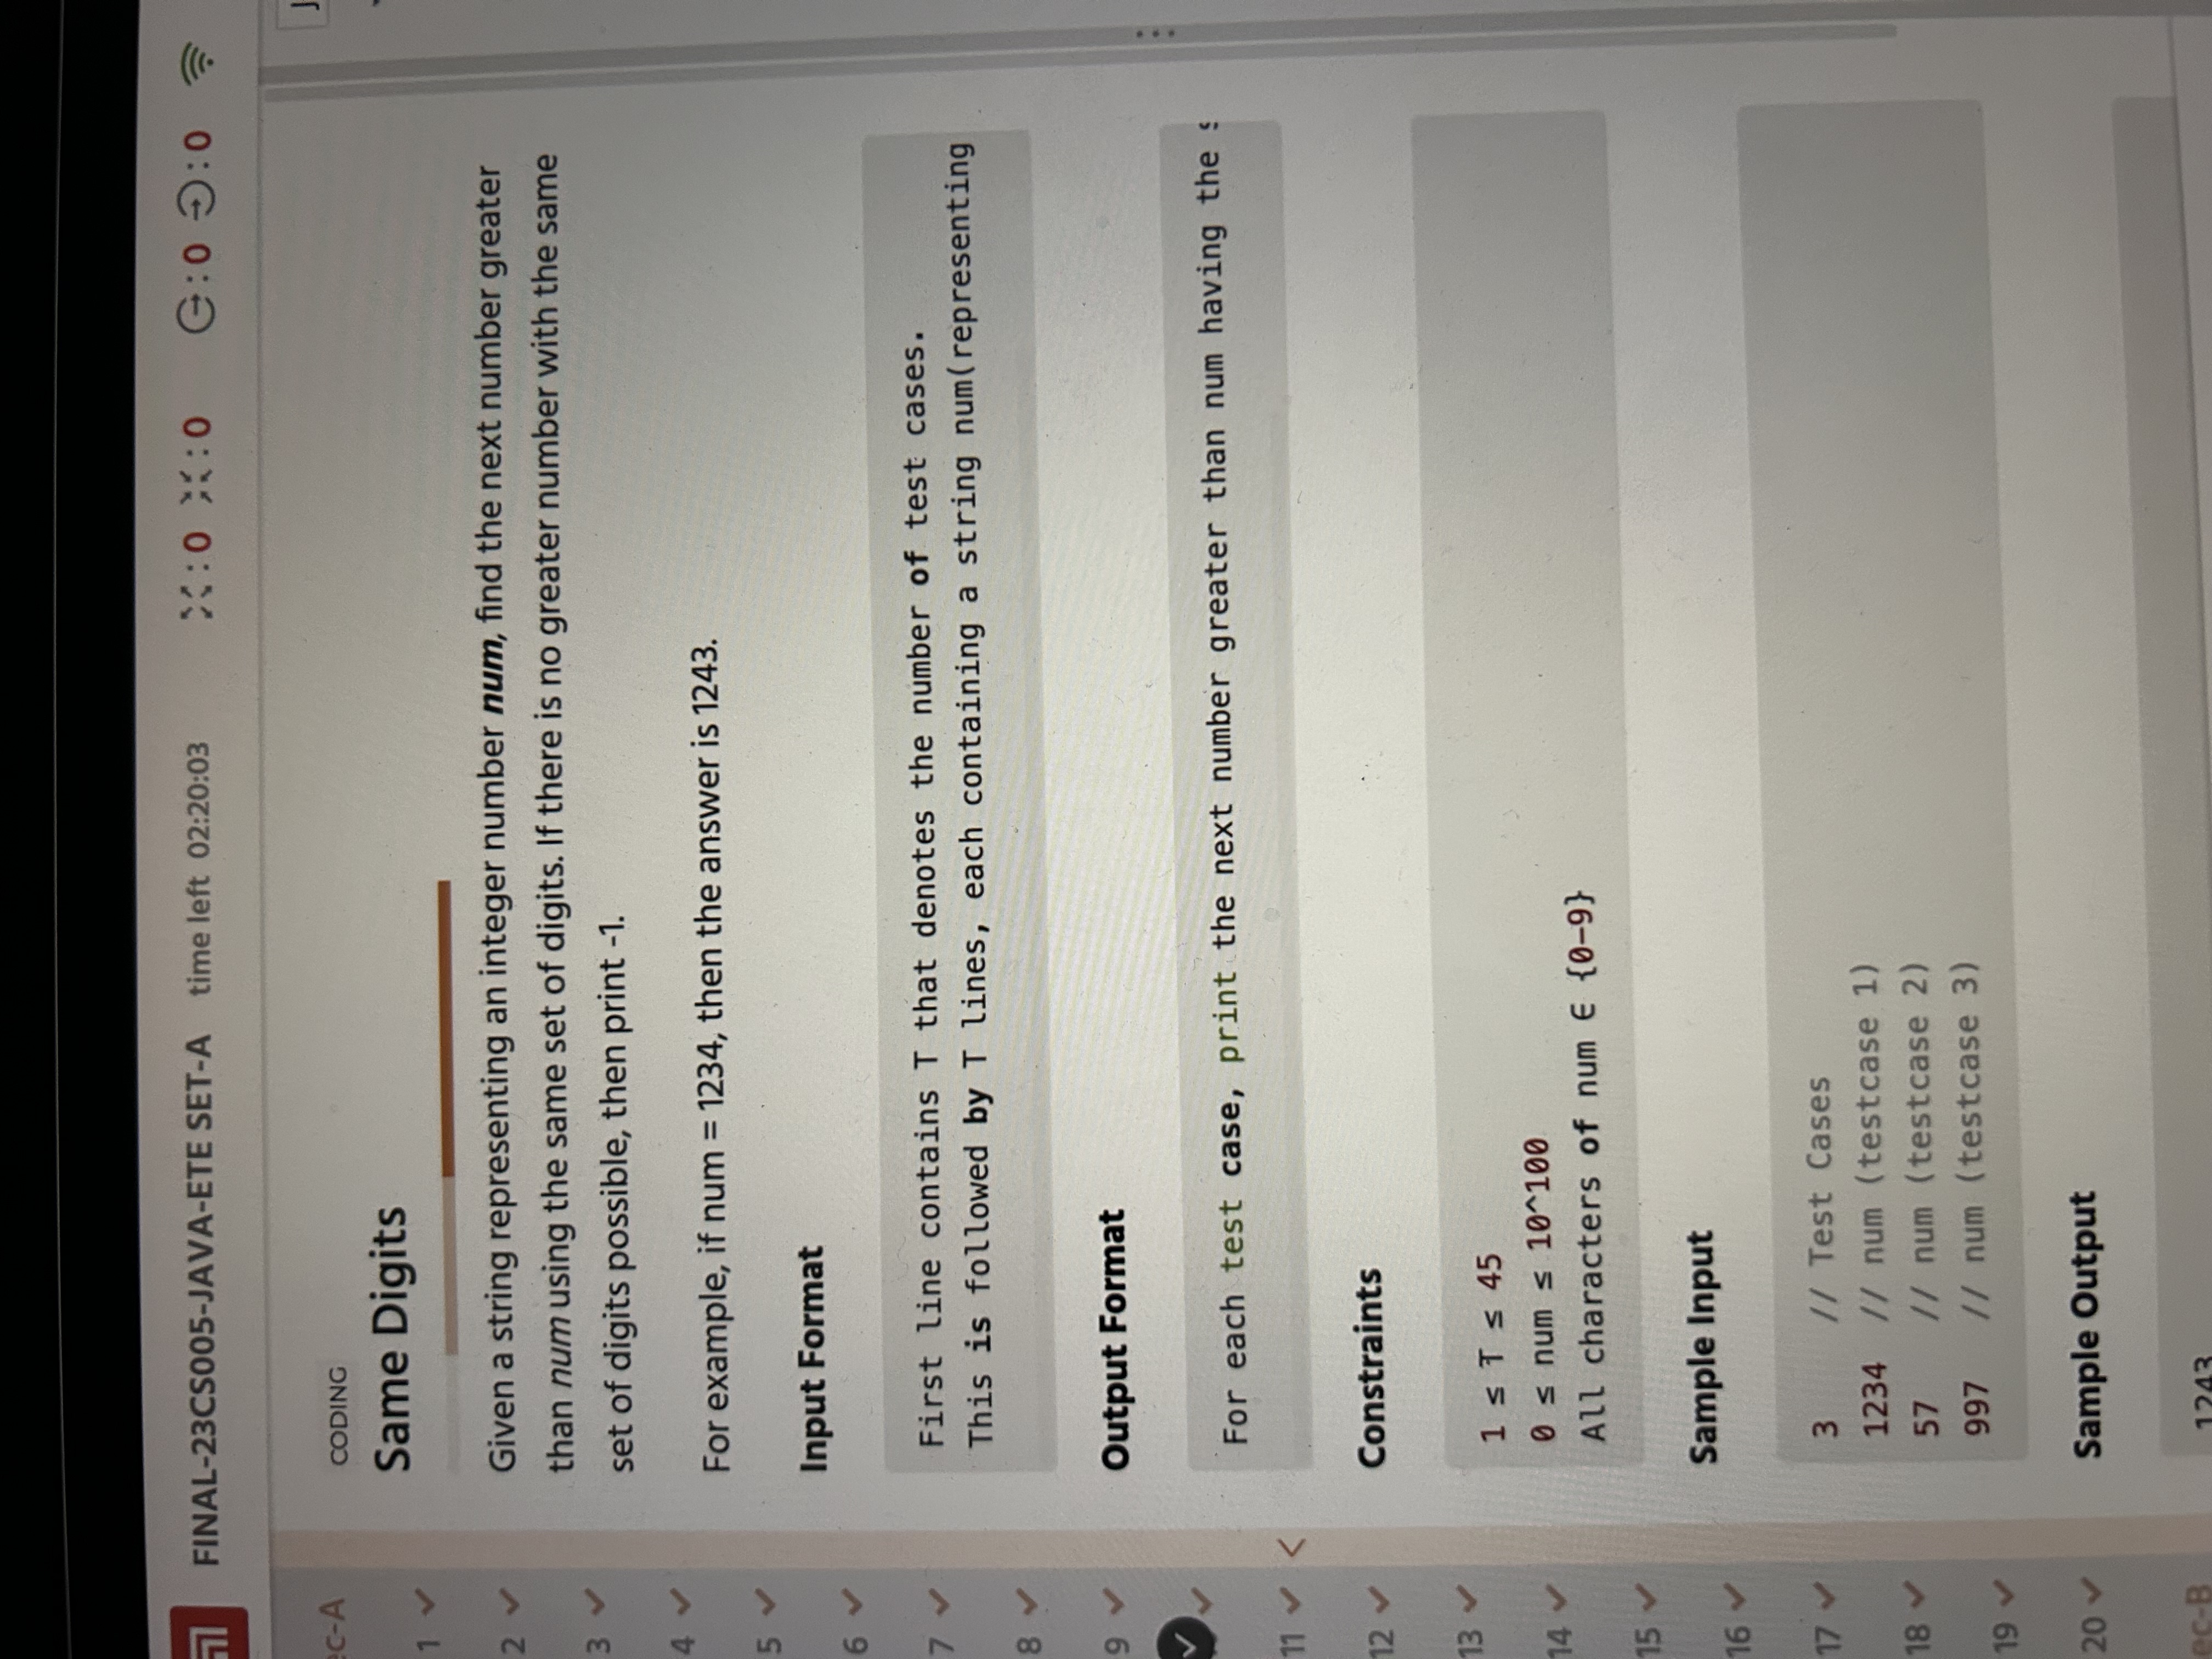 FINAL-23CS005-JAVA-ETE SET-A time left 02:20:03 :0 :0 :0 :0
ec-A
1
2
3
4
5
6
7
8
9
11 <
12
13
14
15
16
17
18
19
20
ec-B
CODING
Same Digits
Given a string representing an integer number num, find the next number greater
than num using the same set of digits. If there is no greater number with the same
set of digits possible, then print -1.
For example, if num = 1234, then the answer is 1243.
Input Format
First line contains T that denotes the number of test cases.
This is followed by T lines, each containing a string num(representing
Output Format
For each test case, print the next number greater than num having the
Constraints
1 ≤ T ≤ 45
0 ≤ num ≤ 10^100
All characters of num ∈ {0-9}
Sample Input
3 // Test Cases
1234 // num (testcase 1)
57 // num (testcase 2)
997 // num (testcase 3)
Sample Output
1243